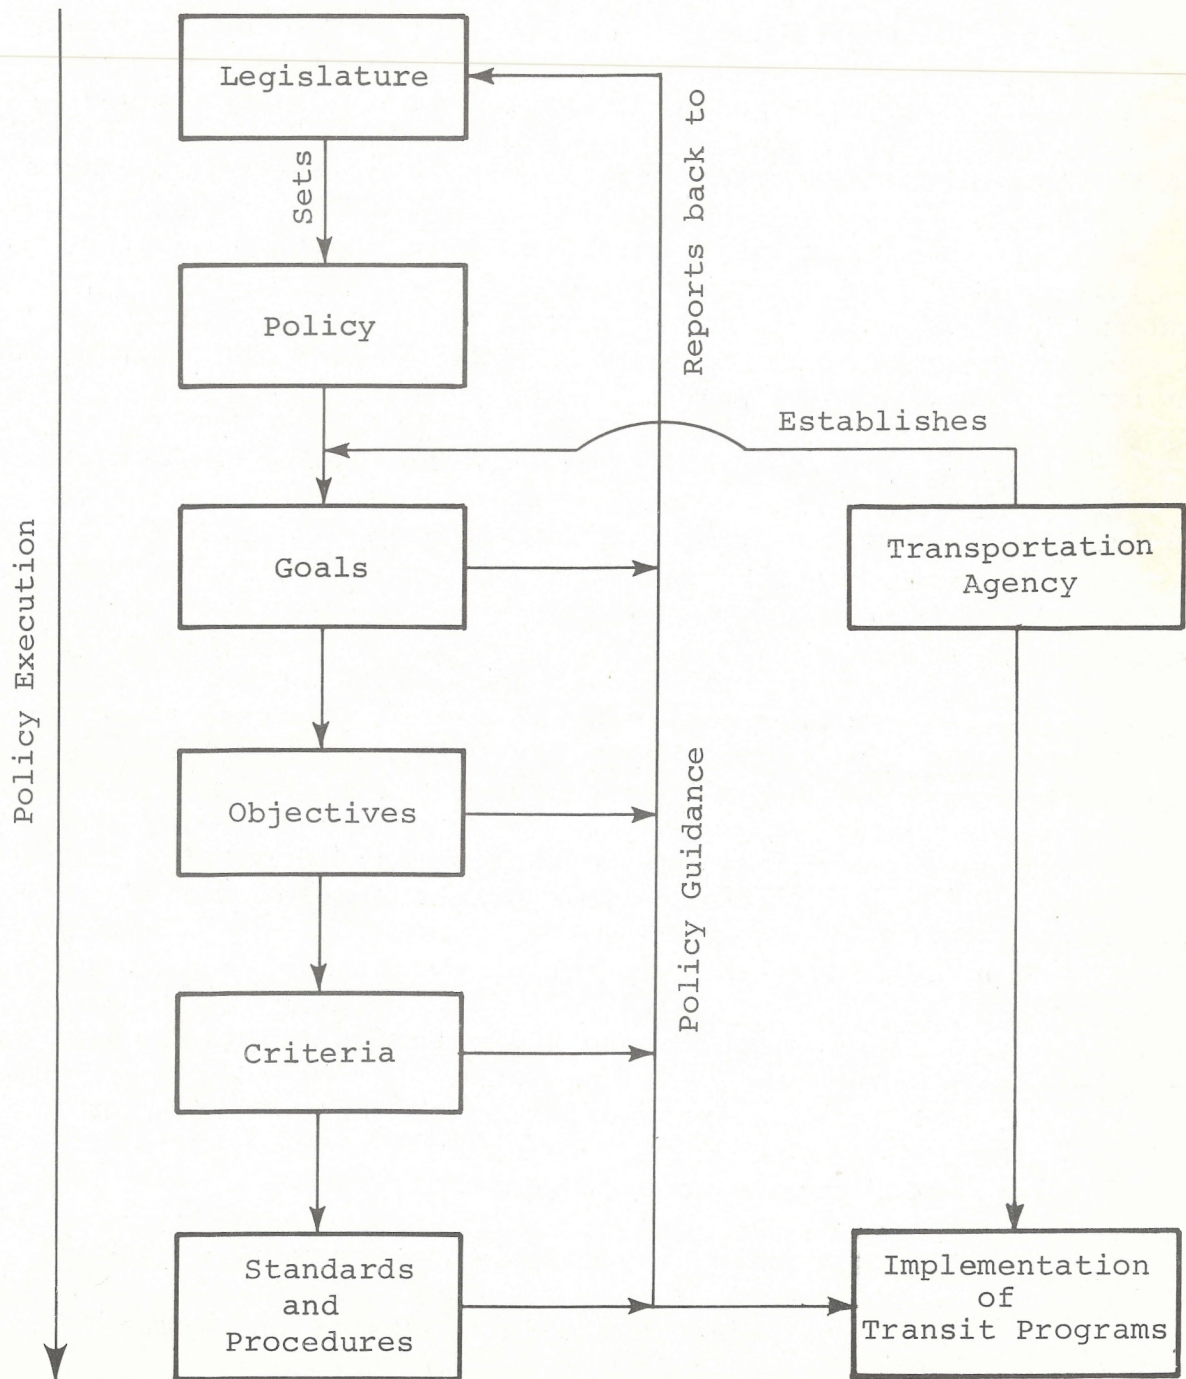 Legislature
Sets
Reports back to
Policy
Establishes
Policy Execution
Goals
Transportation
Agency
Objectives
Policy Guidance
Criteria
Standards
and
Procedures
Implementation
of
Transit Programs